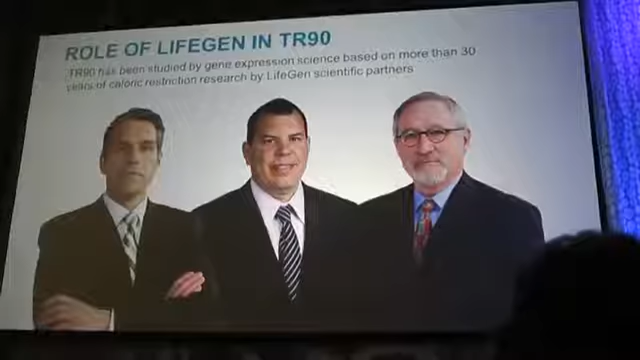 ROLE OF LIFEGEN IN TR90
TR90 has been studied by gene expression science based on more than 30
years of caloric restriction research by LifeGen scientific partners